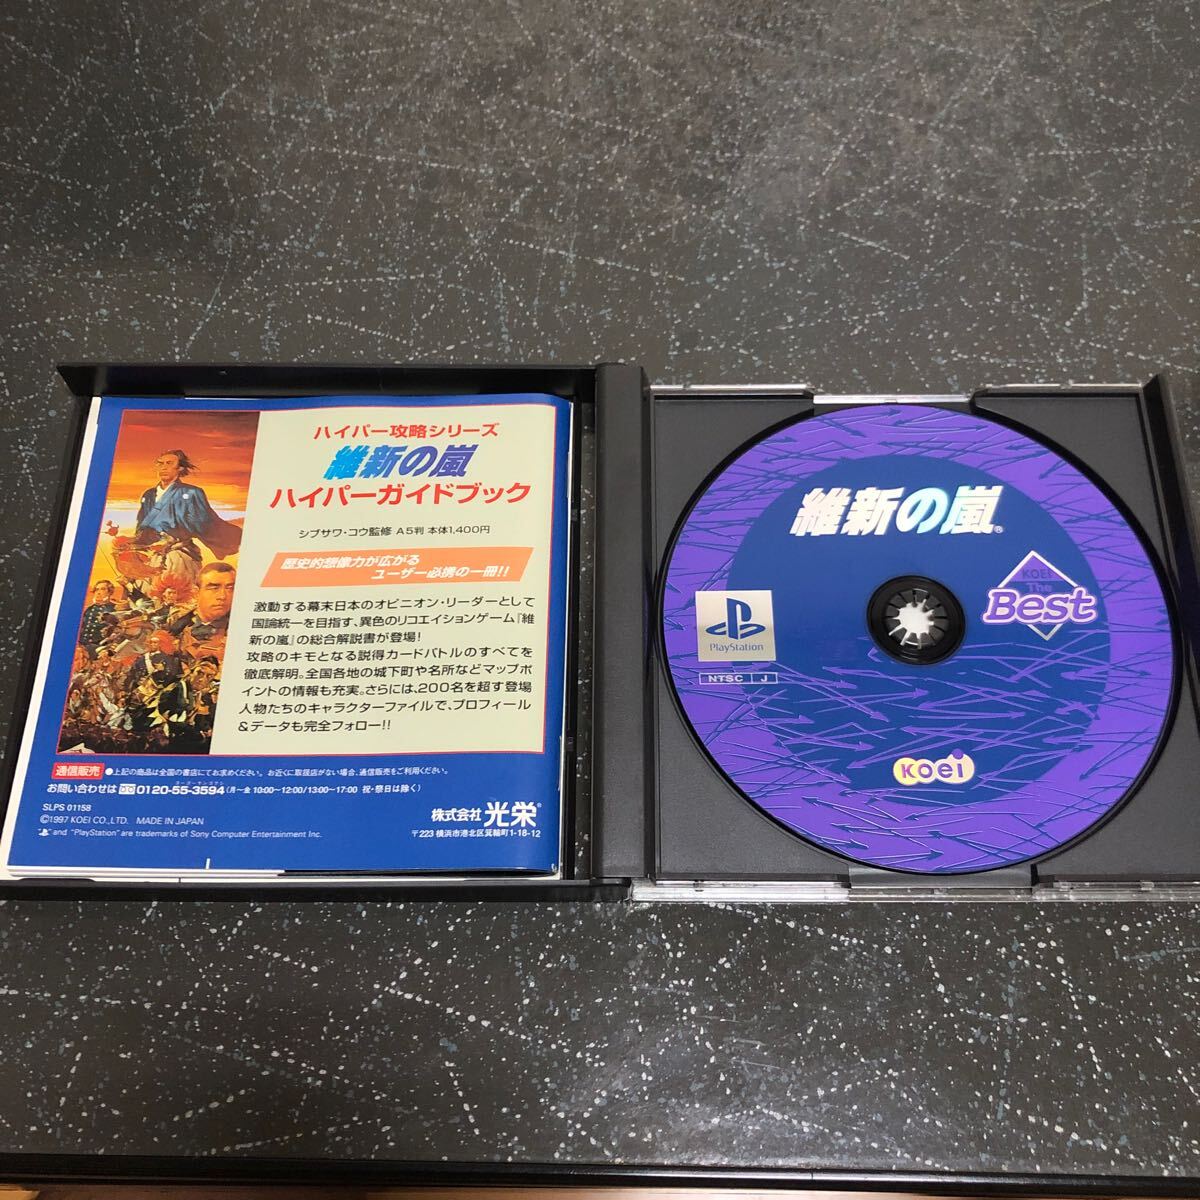 ハイパー攻略シリーズ
維新の嵐
ハイパーガイドブック
シブサワ・コウ監修 A5判 本体1,400円
歴史的想像力が広がる
ユーザー必携の一冊!!
激動する幕末日本のオピニオン・リーダーとして
国論統一を目指す、異色のリコエイションゲーム『維
新の嵐』の総合解説書が登場!
攻略のキモとなる説得カードバトルのすべてを
徹底解明。全国各地の城下町や名所などマップポ
イントの情報も充実。さらには、200名を超す登場
人物たちのキャラクターファイルで、プロフィール
&データも完全フォロー!!
通信販売 ●上記の商品は全国の書店にてお求めください。お近くに取扱店がない場合、通信販売をご利用ください。
お問い合わせは 0120-55-3594 (月〜金 10:00~12:00/13:00~17:00 祝・祭日は除く)
SLPS 01158
©1997 KOEI CO.,LTD. MADE IN JAPAN
" " and "PlayStation" are trademarks of Sony Computer Entertainment Inc.
株式会社 光栄®
〒223 横浜市港北区箕輪町1-18-12
維新の嵐®
KOEI
The
Best
PlayStation
NTSC J
KOEI